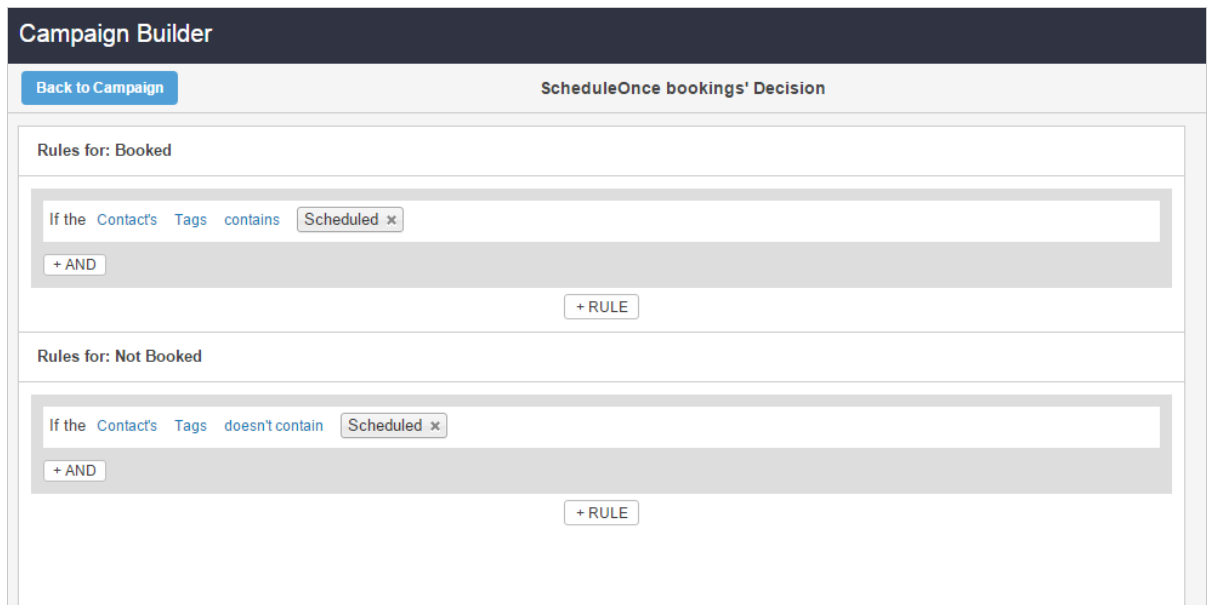 Campaign Builder
Back to Campaign ScheduleOnce bookings' Decision
Rules for: Booked
If the Contact's Tags contains Scheduled ×
+ AND
+ RULE
Rules for: Not Booked
If the Contact's Tags doesn't contain Scheduled ×
+ AND
+ RULE